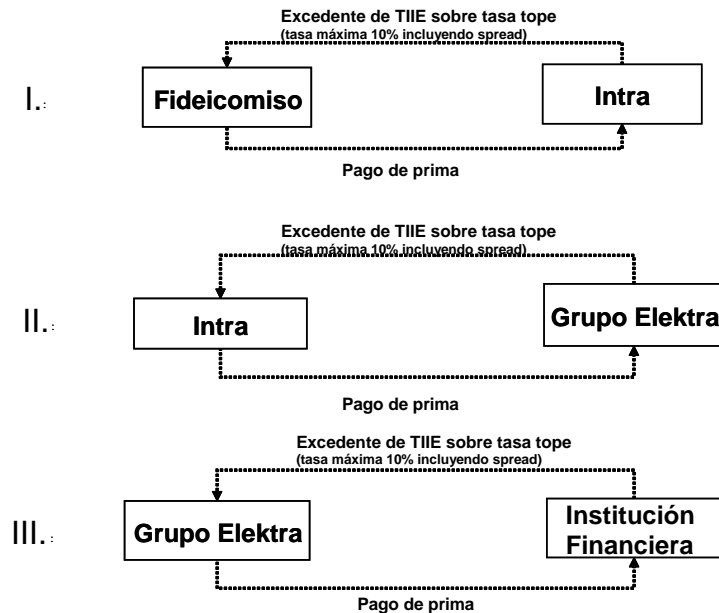 Excedente de TIIE sobre tasa tope
(tasa máxima 10% incluyendo spread)
I.:
Fideicomiso
Intra
Pago de prima
Excedente de TIIE sobre tasa tope
(tasa máxima 10% incluyendo spread)
II.:
Intra
Grupo Elektra
Pago de prima
Excedente de TIIE sobre tasa tope
(tasa máxima 10% incluyendo spread)
III.:
Grupo Elektra
Institución
Financiera
Pago de prima